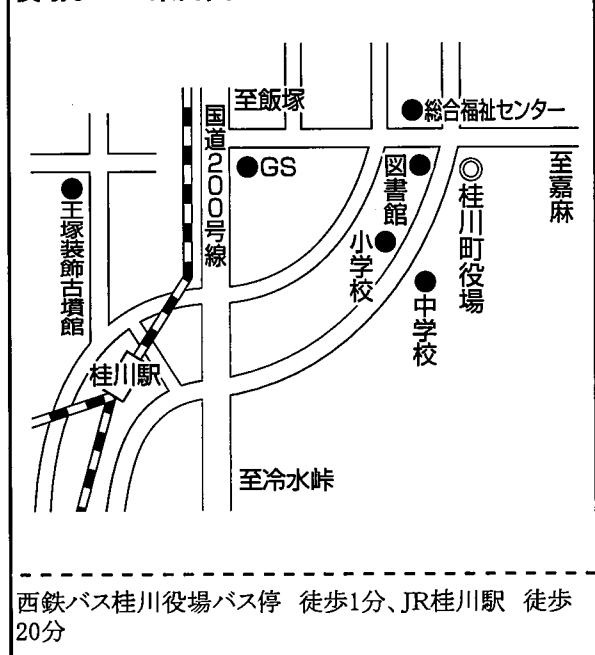 至飯塚
●総合福祉センター
国道200号線
●GS
図書館●
◎桂川町役場
至嘉麻
●王塚装飾古墳館
小学校●
●中学校
桂川駅
至冷水峠
西鉄バス桂川役場バス停 徒歩1分、JR桂川駅 徒歩
20分